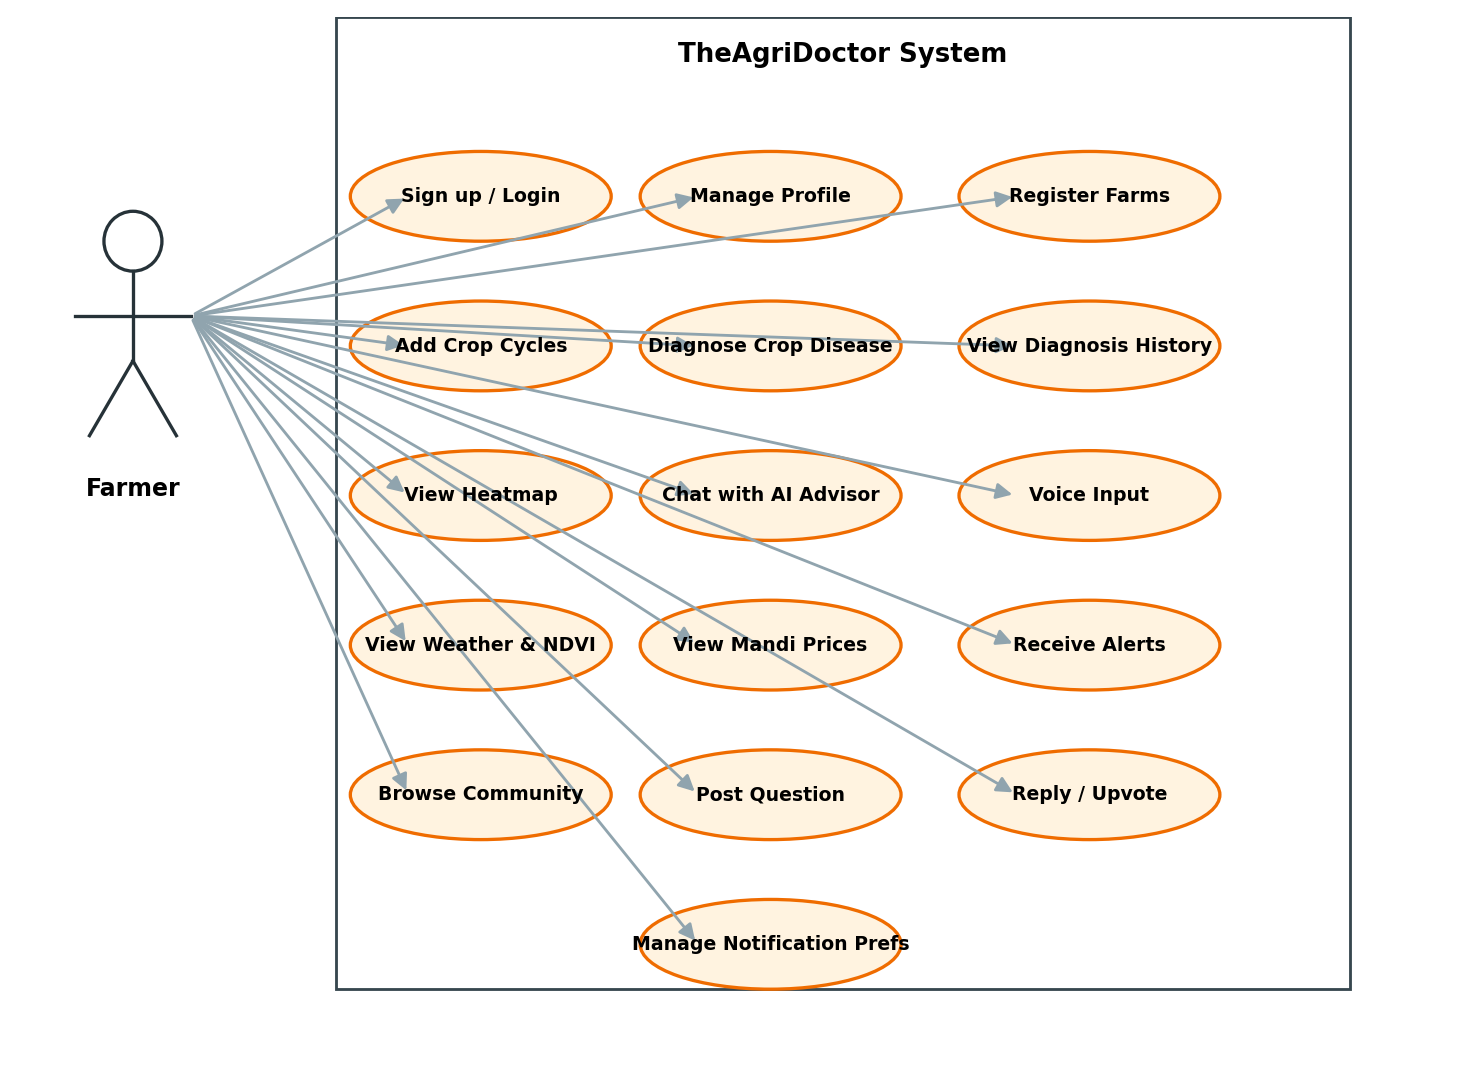 TheAgriDoctor System
Sign up / Login
Manage Profile
Register Farms
Add Crop Cycles
Diagnose Crop Disease
View Diagnosis History
Farmer
View Heatmap
Chat with AI Advisor
Voice Input
View Weather & NDVI
View Mandi Prices
Receive Alerts
Browse Community
Post Question
Reply / Upvote
Manage Notification Prefs